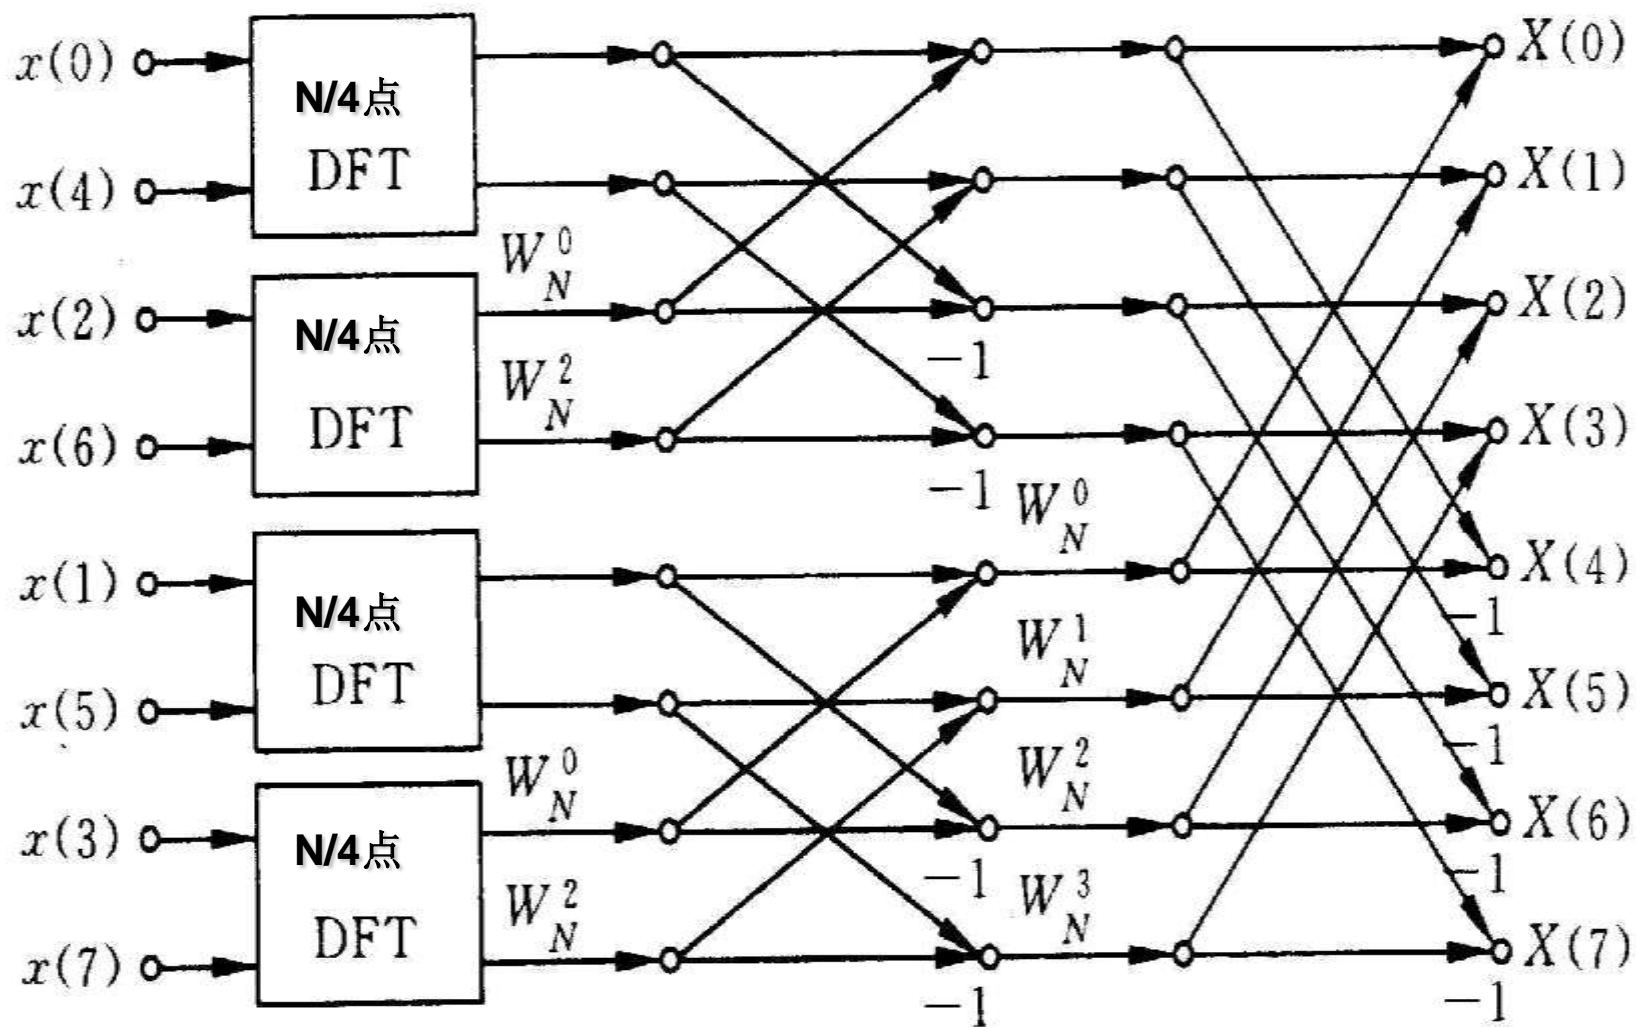 x(0)
N/4点
DFT
X(0)
x(4)
X(1)
W_N^0
x(2)
N/4点
DFT
X(2)
-1
W_N^2
x(6)
X(3)
-1
W_N^0
x(1)
N/4点
DFT
X(4)
-1
W_N^1
x(5)
X(5)
-1
W_N^0
W_N^2
x(3)
N/4点
DFT
X(6)
-1
-1
W_N^2
W_N^3
x(7)
X(7)
-1
-1